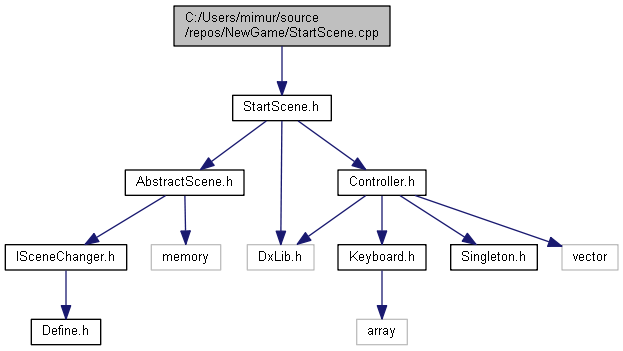 C:/Users/mimur/source
/repos/NewGame/StartScene.cpp
StartScene.h
AbstractScene.h
Controller.h
ISceneChanger.h
memory
DxLib.h
Keyboard.h
Singleton.h
vector
Define.h
array